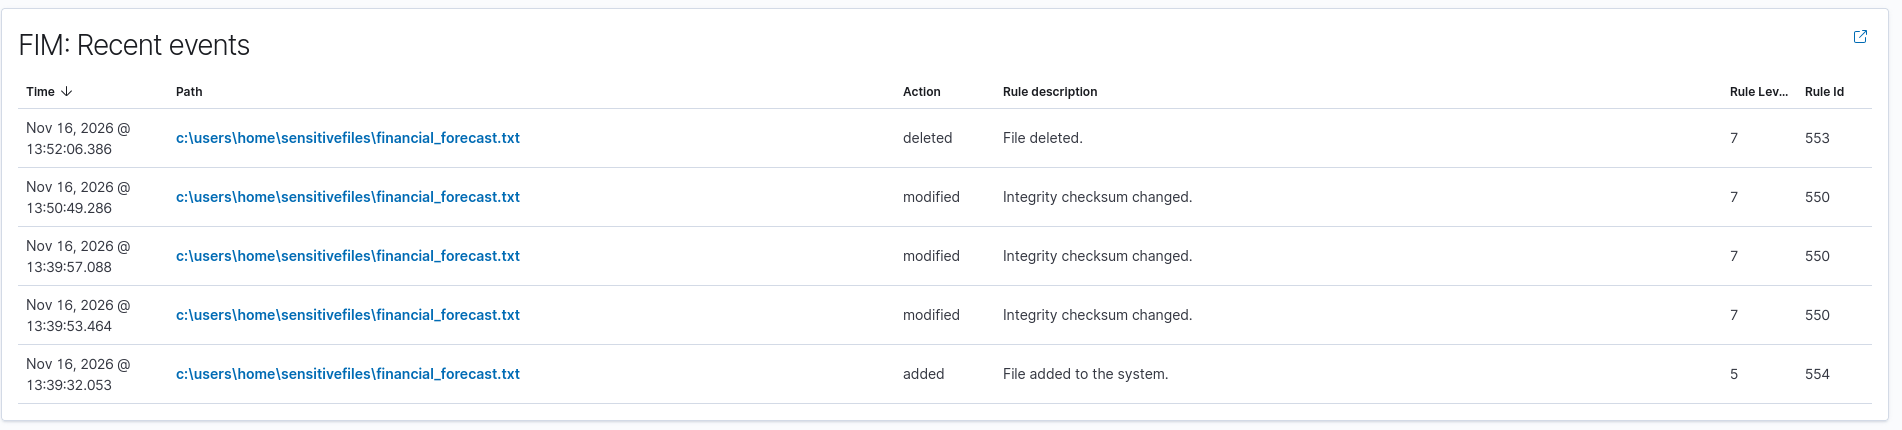 FIM: Recent events
Time Path Action Rule description Rule Lev... Rule Id
Nov 16, 2026 @
13:52:06.386 c:\users\home\sensitivefiles\financial_forecast.txt deleted File deleted. 7 553
Nov 16, 2026 @
13:50:49.286 c:\users\home\sensitivefiles\financial_forecast.txt modified Integrity checksum changed. 7 550
Nov 16, 2026 @
13:39:57.088 c:\users\home\sensitivefiles\financial_forecast.txt modified Integrity checksum changed. 7 550
Nov 16, 2026 @
13:39:53.464 c:\users\home\sensitivefiles\financial_forecast.txt modified Integrity checksum changed. 7 550
Nov 16, 2026 @
13:39:32.053 c:\users\home\sensitivefiles\financial_forecast.txt added File added to the system. 5 554